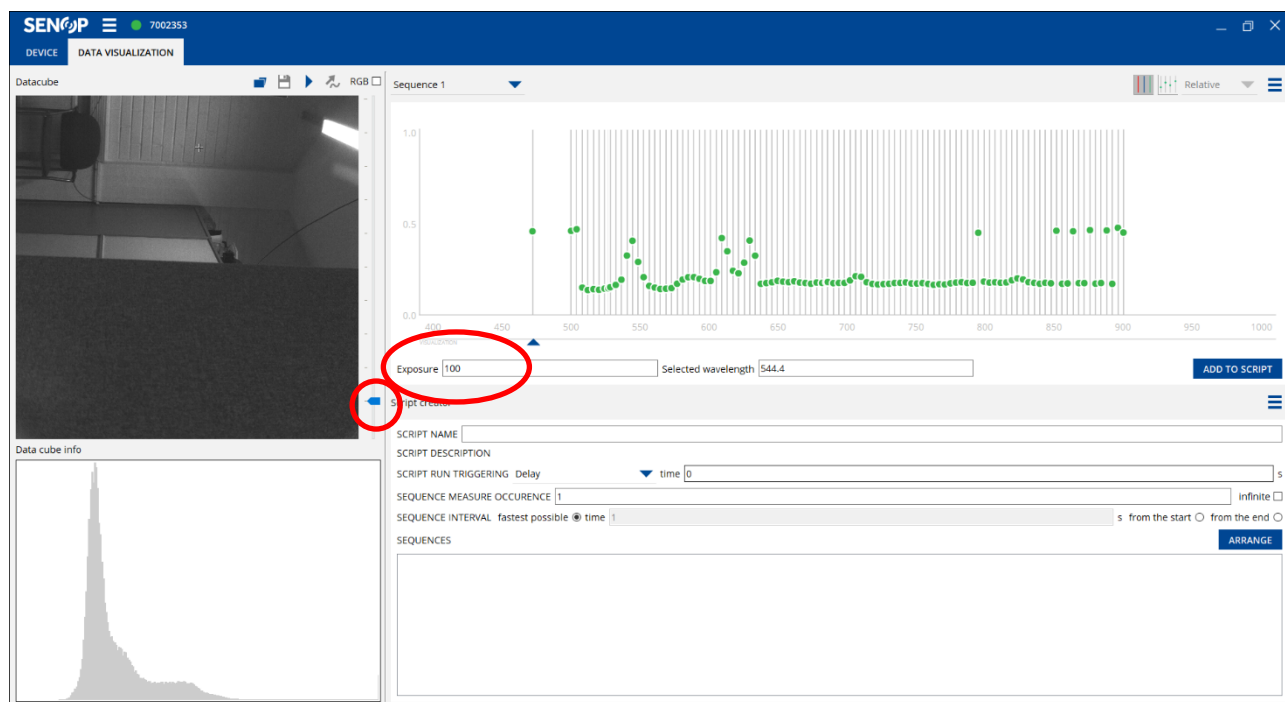 SENOP 7002353
DEVICE DATA VISUALIZATION
Datacube RGB
Sequence 1 Relative
1.0
0.5
0.0
400 450 500 550 600 650 700 750 800 850 900 950 1000
VISUALIZATION
Exposure 100 Selected wavelength 544.4 ADD TO SCRIPT
Script creator
SCRIPT NAME
Data cube info
SCRIPT DESCRIPTION
SCRIPT RUN TRIGGERING Delay time 0 s
SEQUENCE MEASURE OCCURENCE 1 infinite
SEQUENCE INTERVAL fastest possible time 1 s from the start from the end
SEQUENCES ARRANGE